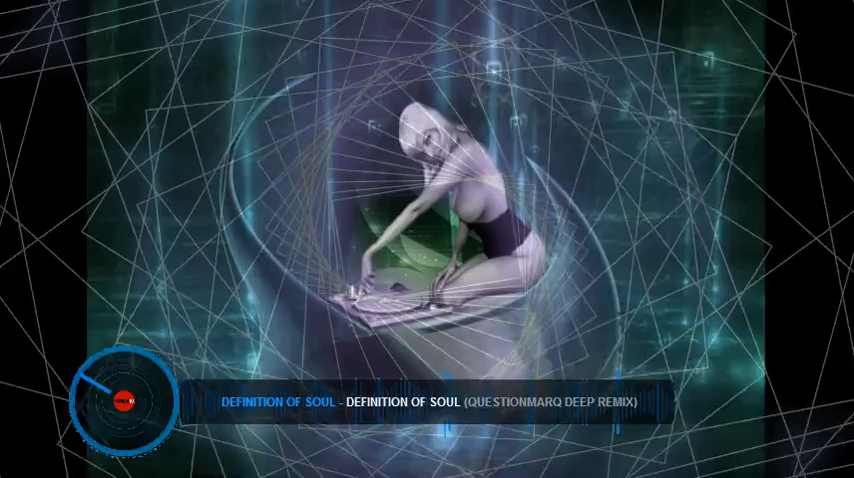 DEFINITION OF SOUL - DEFINITION OF SOUL (QUESTIONMARQ DEEP REMIX)